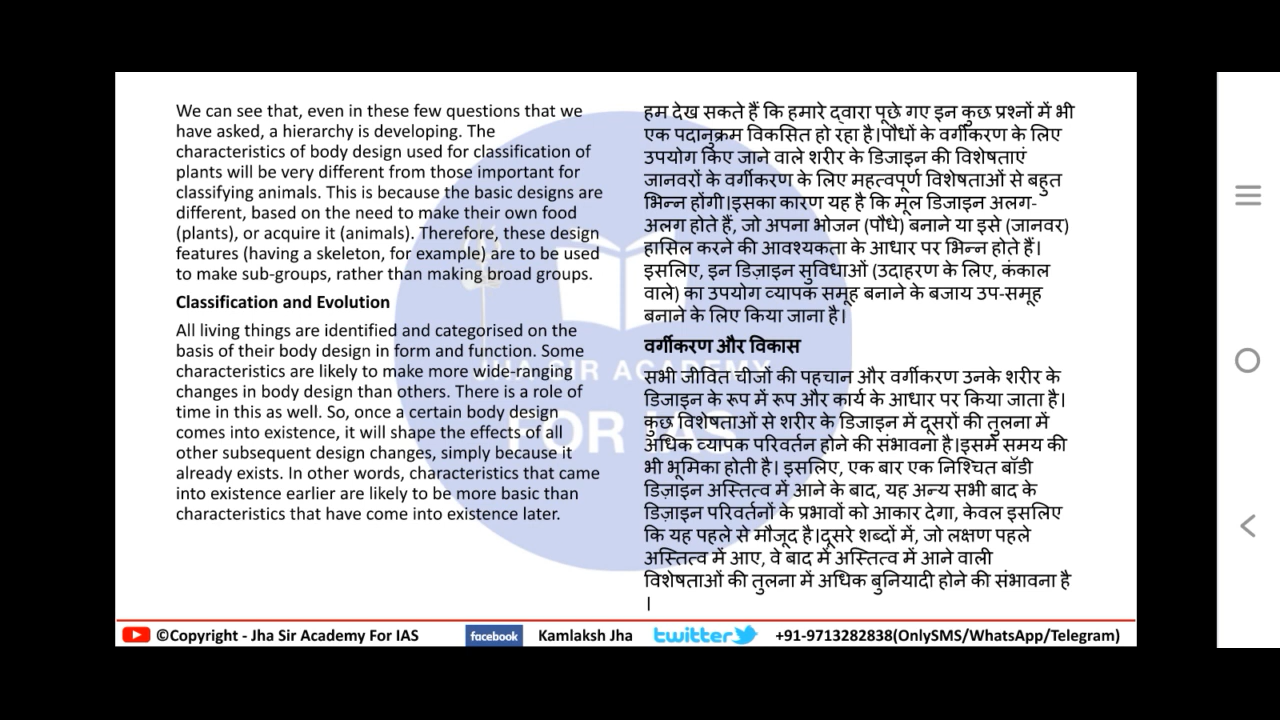 We can see that, even in these few questions that we
have asked, a hierarchy is developing. The
characteristics of body design used for classification of
plants will be very different from those important for
classifying animals. This is because the basic designs are
different, based on the need to make their own food
(plants), or acquire it (animals). Therefore, these design
features (having a skeleton, for example) are to be used
to make sub-groups, rather than making broad groups.
Classification and Evolution
All living things are identified and categorised on the
basis of their body design in form and function. Some
characteristics are likely to make more wide-ranging
changes in body design than others. There is a role of
time in this as well. So, once a certain body design
comes into existence, it will shape the effects of all
other subsequent design changes, simply because it
already exists. In other words, characteristics that came
into existence earlier are likely to be more basic than
characteristics that have come into existence later.
हम देख सकते हैं कि हमारे द्वारा पूछे गए इन कुछ प्रश्नों में भी
एक पदानुक्रम विकसित हो रहा है।पौधों के वर्गीकरण के लिए
उपयोग किए जाने वाले शरीर के डिजाइन की विशेषताएं
जानवरों के वर्गीकरण के लिए महत्वपूर्ण विशेषताओं से बहुत
भिन्न होंगी।इसका कारण यह है कि मूल डिजाइन अलग-
अलग होते हैं, जो अपना भोजन (पौधे) बनाने या इसे (जानवर)
हासिल करने की आवश्यकता के आधार पर भिन्न होते हैं।
इसलिए, इन डिज़ाइन सुविधाओं (उदाहरण के लिए, कंकाल
वाले) का उपयोग व्यापक समूह बनाने के बजाय उप-समूह
बनाने के लिए किया जाना है।
वर्गीकरण और विकास
सभी जीवित चीजों की पहचान और वर्गीकरण उनके शरीर के
डिजाइन के रूप में रूप और कार्य के आधार पर किया जाता है।
कुछ विशेषताओं से शरीर के डिजाइन में दूसरों की तुलना में
अधिक व्यापक परिवर्तन होने की संभावना है।इसमें समय की
भी भूमिका होती है। इसलिए, एक बार एक निश्चित बॉडी
डिज़ाइन अस्तित्व में आने के बाद, यह अन्य सभी बाद के
डिज़ाइन परिवर्तनों के प्रभावों को आकार देगा, केवल इसलिए
कि यह पहले से मौजूद है।दूसरे शब्दों में, जो लक्षण पहले
अस्तित्व में आए, वे बाद में अस्तित्व में आने वाली
विशेषताओं की तुलना में अधिक बुनियादी होने की संभावना है
।
JHA SIR ACADEMY
FOR IAS
©Copyright - Jha Sir Academy For IAS
facebook
Kamlaksh Jha
twitter
+91-9713282838(OnlySMS/WhatsApp/Telegram)